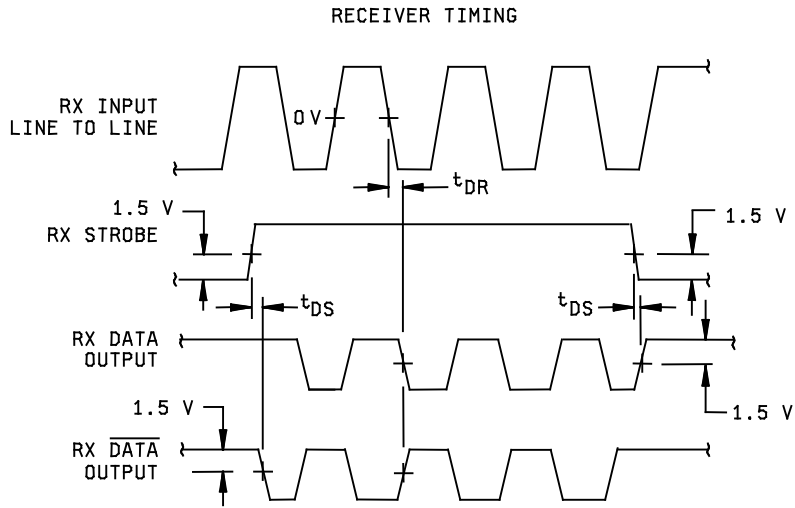 RECEIVER TIMING
RX INPUT
LINE TO LINE
0 V
tDR
1.5 V
1.5 V
RX STROBE
tDS
tDS
RX DATA
OUTPUT
1.5 V
1.5 V
RX DATA
OUTPUT